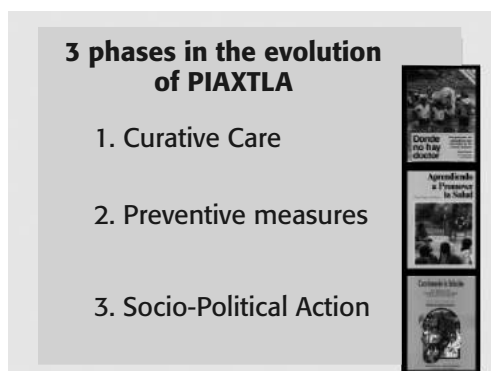 3 phases in the evolution
of PIAXTLA
1. Curative Care
2. Preventive measures
3. Socio-Political Action
Donde
no hay
doctor
Aprendiendo
a Promover
la Salud